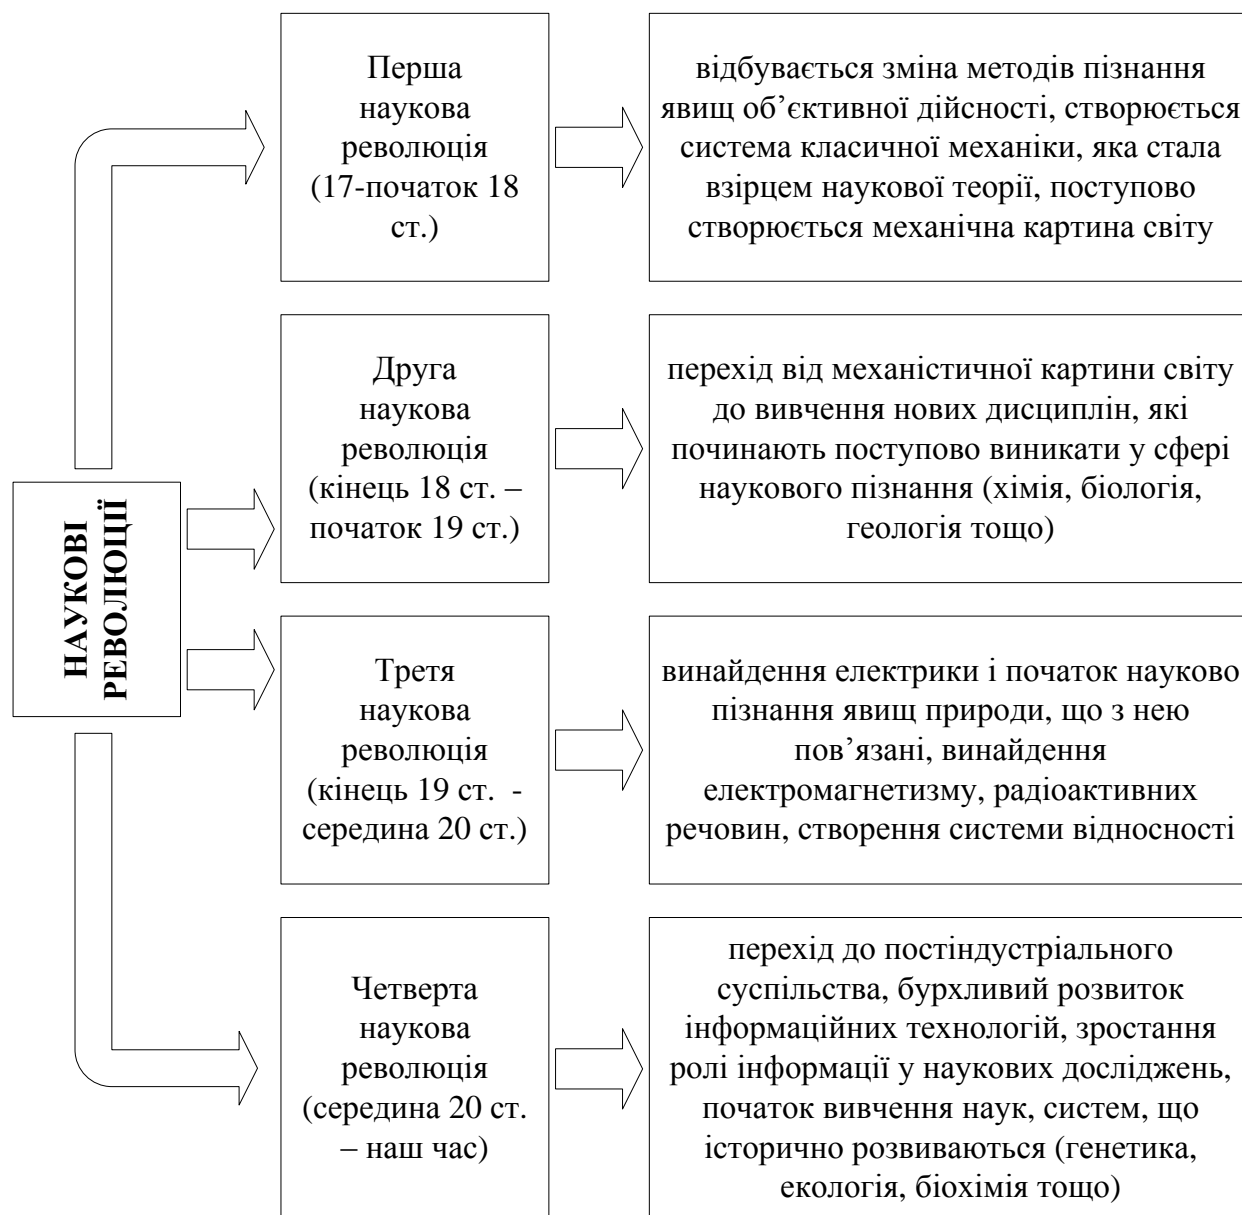 НАУКОВІ
РЕВОЛЮЦІЇ
Перша
наукова
революція
(17-початок 18
ст.)
відбувається зміна методів пізнання
явищ об’єктивної дійсності, створюється
система класичної механіки, яка стала
взірцем наукової теорії, поступово
створюється механічна картина світу
Друга
наукова
революція
(кінець 18 ст. –
початок 19 ст.)
перехід від механістичної картини світу
до вивчення нових дисциплін, які
починають поступово виникати у сфері
наукового пізнання (хімія, біологія,
геологія тощо)
Третя
наукова
революція
(кінець 19 ст. -
середина 20 ст.)
винайдення електрики і початок науково
пізнання явищ природи, що з нею
пов’язані, винайдення
електромагнетизму, радіоактивних
речовин, створення системи відносності
Четверта
наукова
революція
(середина 20 ст.
– наш час)
перехід до постіндустріального
суспільства, бурхливий розвиток
інформаційних технологій, зростання
ролі інформації у наукових досліджень,
початок вивчення наук, систем, що
історично розвиваються (генетика,
екологія, біохімія тощо)